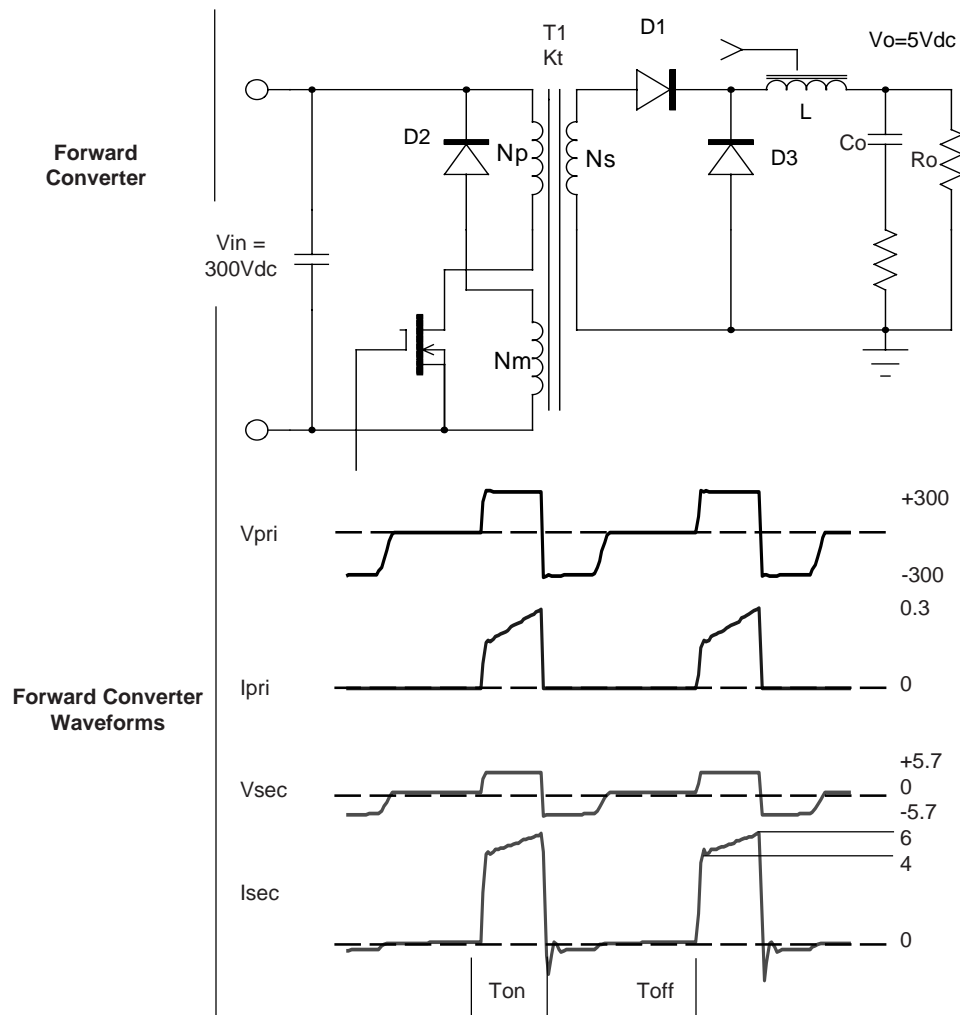 T1
Kt
D1
Vo=5Vdc
D2
Np
Ns
D3
L
Co
Ro
Forward
Converter
Vin =
300Vdc
Nm
Vpri
+300
-300
Ipri
0.3
0
Forward Converter
Waveforms
Vsec
+5.7
0
-5.7
Isec
6
4
0
Ton
Toff